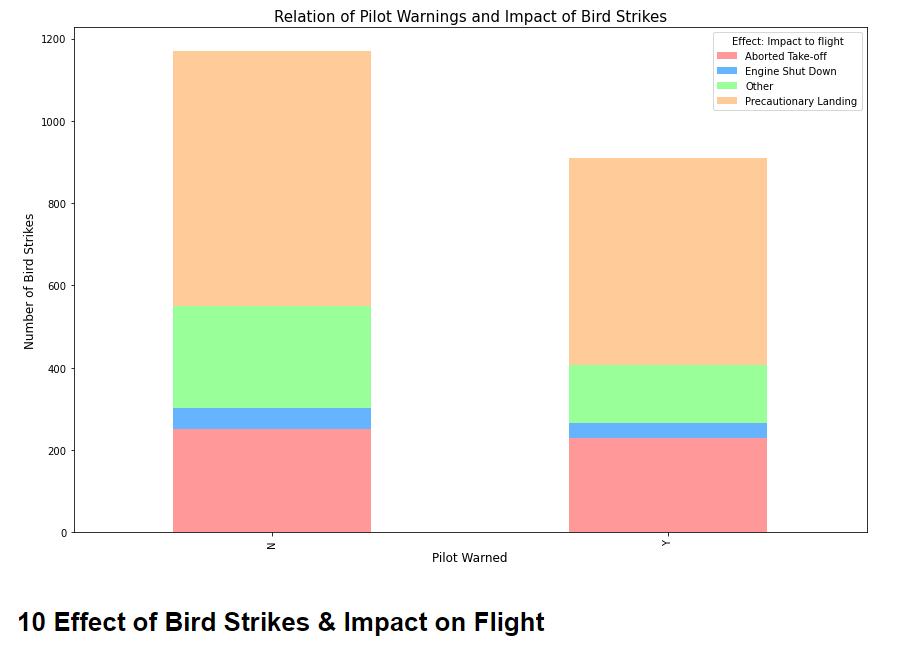 Relation of Pilot Warnings and Impact of Bird Strikes
Effect: Impact to flight
Aborted Take-off
Engine Shut Down
Other
Precautionary Landing
Number of Bird Strikes
1200
1000
800
600
400
200
0
N
Y
Pilot Warned
10 Effect of Bird Strikes & Impact on Flight